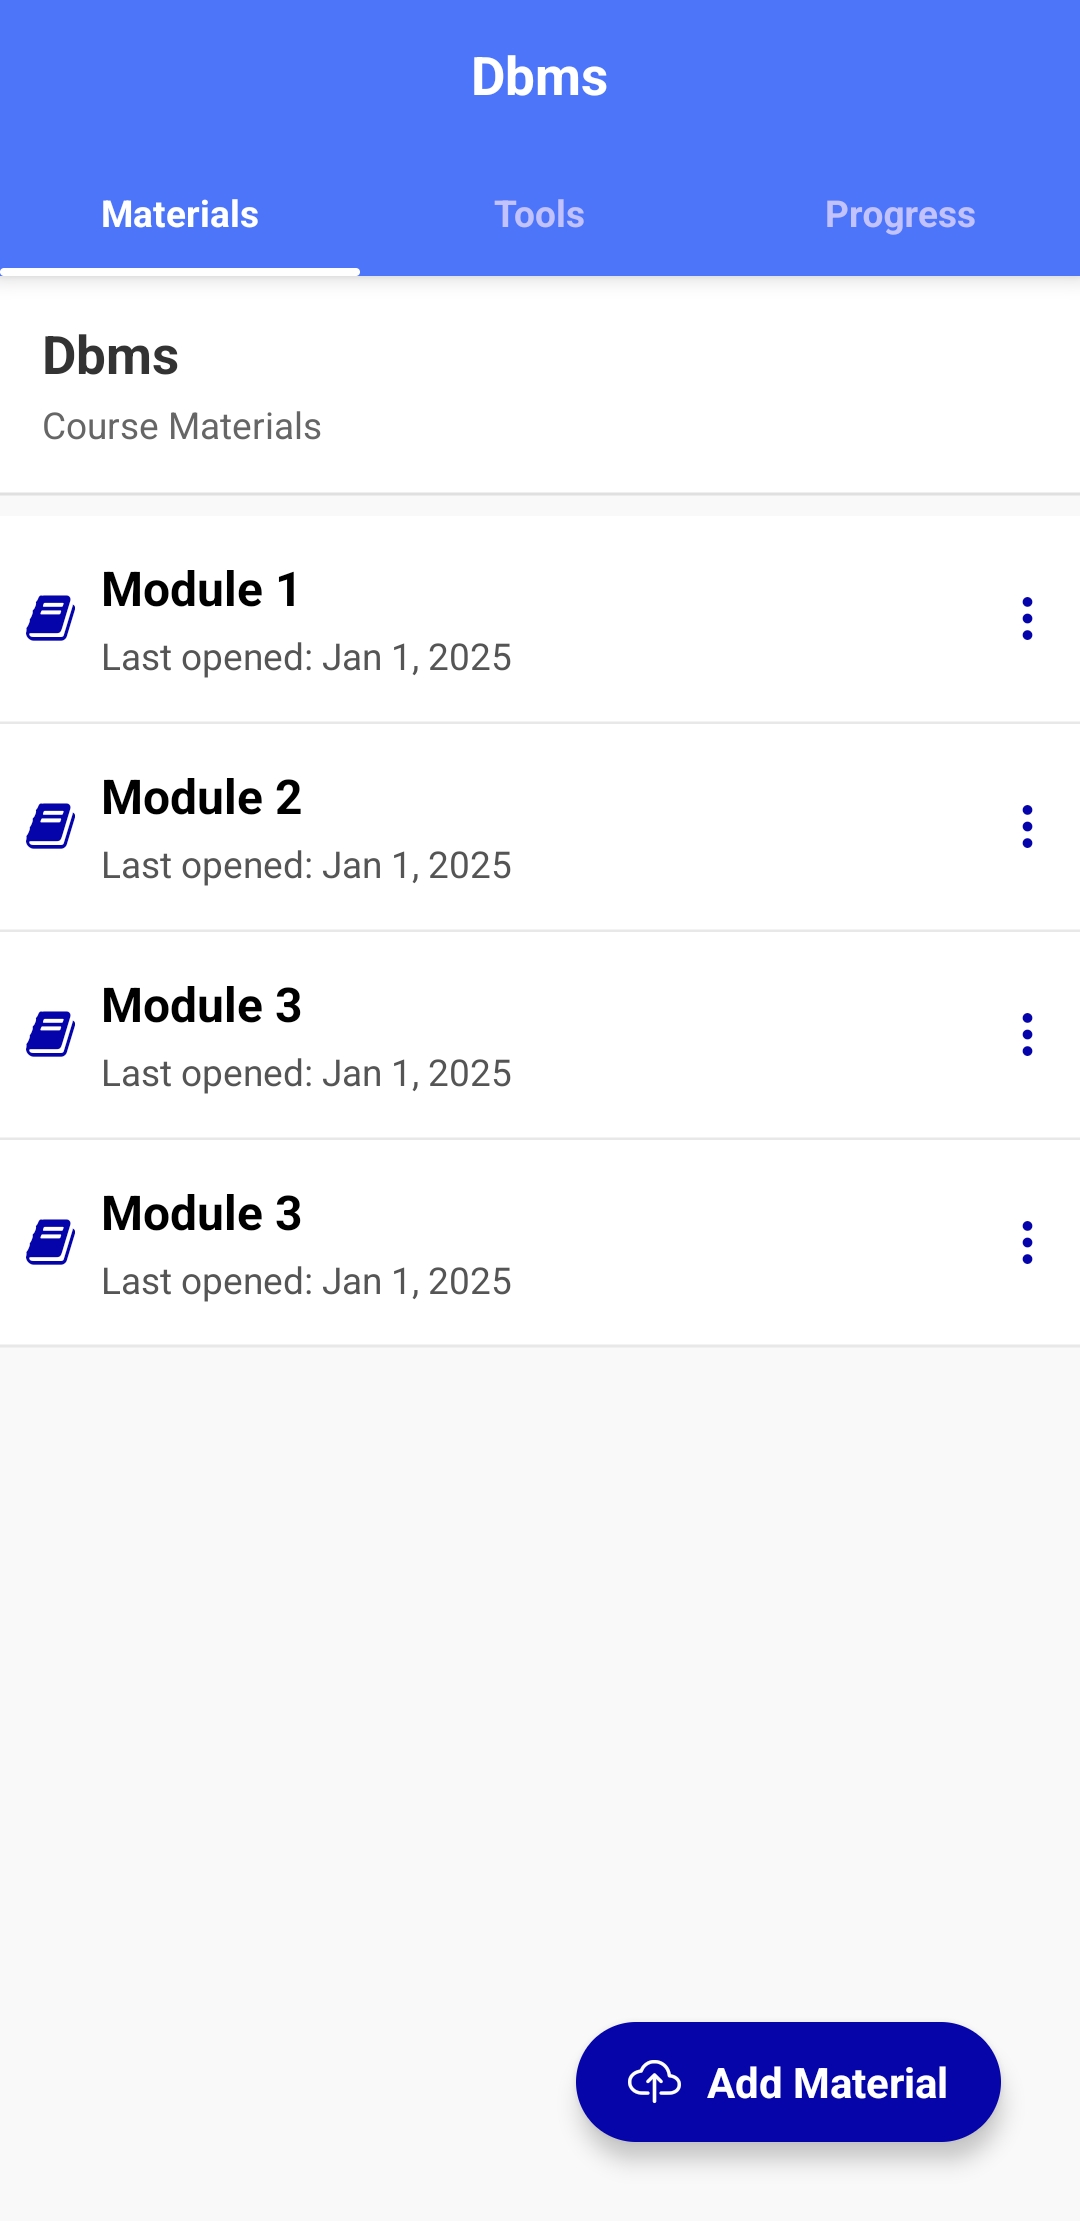 Dbms
Materials Tools Progress
Dbms
Course Materials
Module 1
Last opened: Jan 1, 2025
Module 2
Last opened: Jan 1, 2025
Module 3
Last opened: Jan 1, 2025
Module 3
Last opened: Jan 1, 2025
Add Material